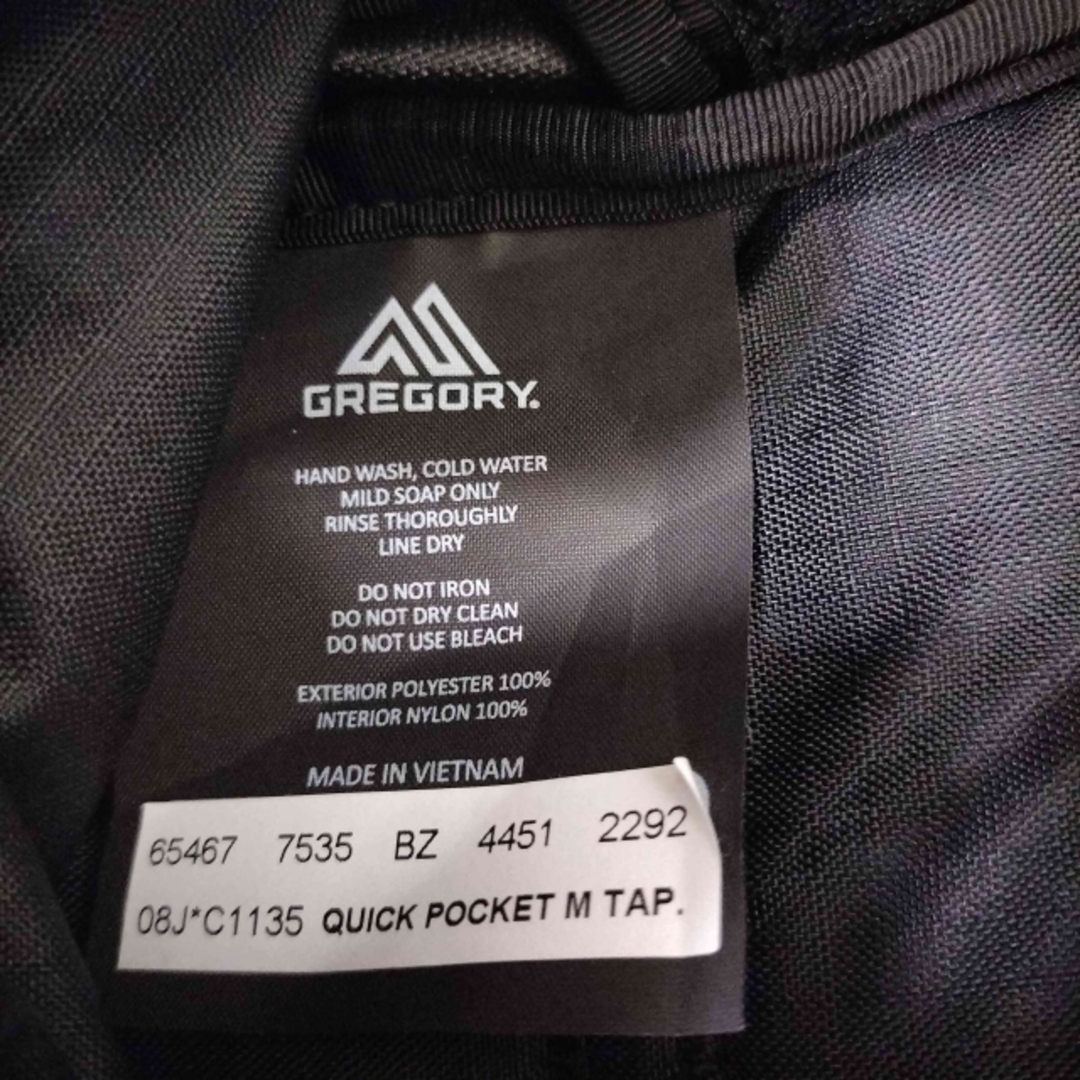 GREGORY.
HAND WASH, COLD WATER
MILD SOAP ONLY
RINSE THOROUGHLY
LINE DRY
DO NOT IRON
DO NOT DRY CLEAN
DO NOT USE BLEACH
EXTERIOR POLYESTER 100%
INTERIOR NYLON 100%
MADE IN VIETNAM
65467 7535 BZ 4451 2292
08J*C1135 QUICK POCKET M TAP.